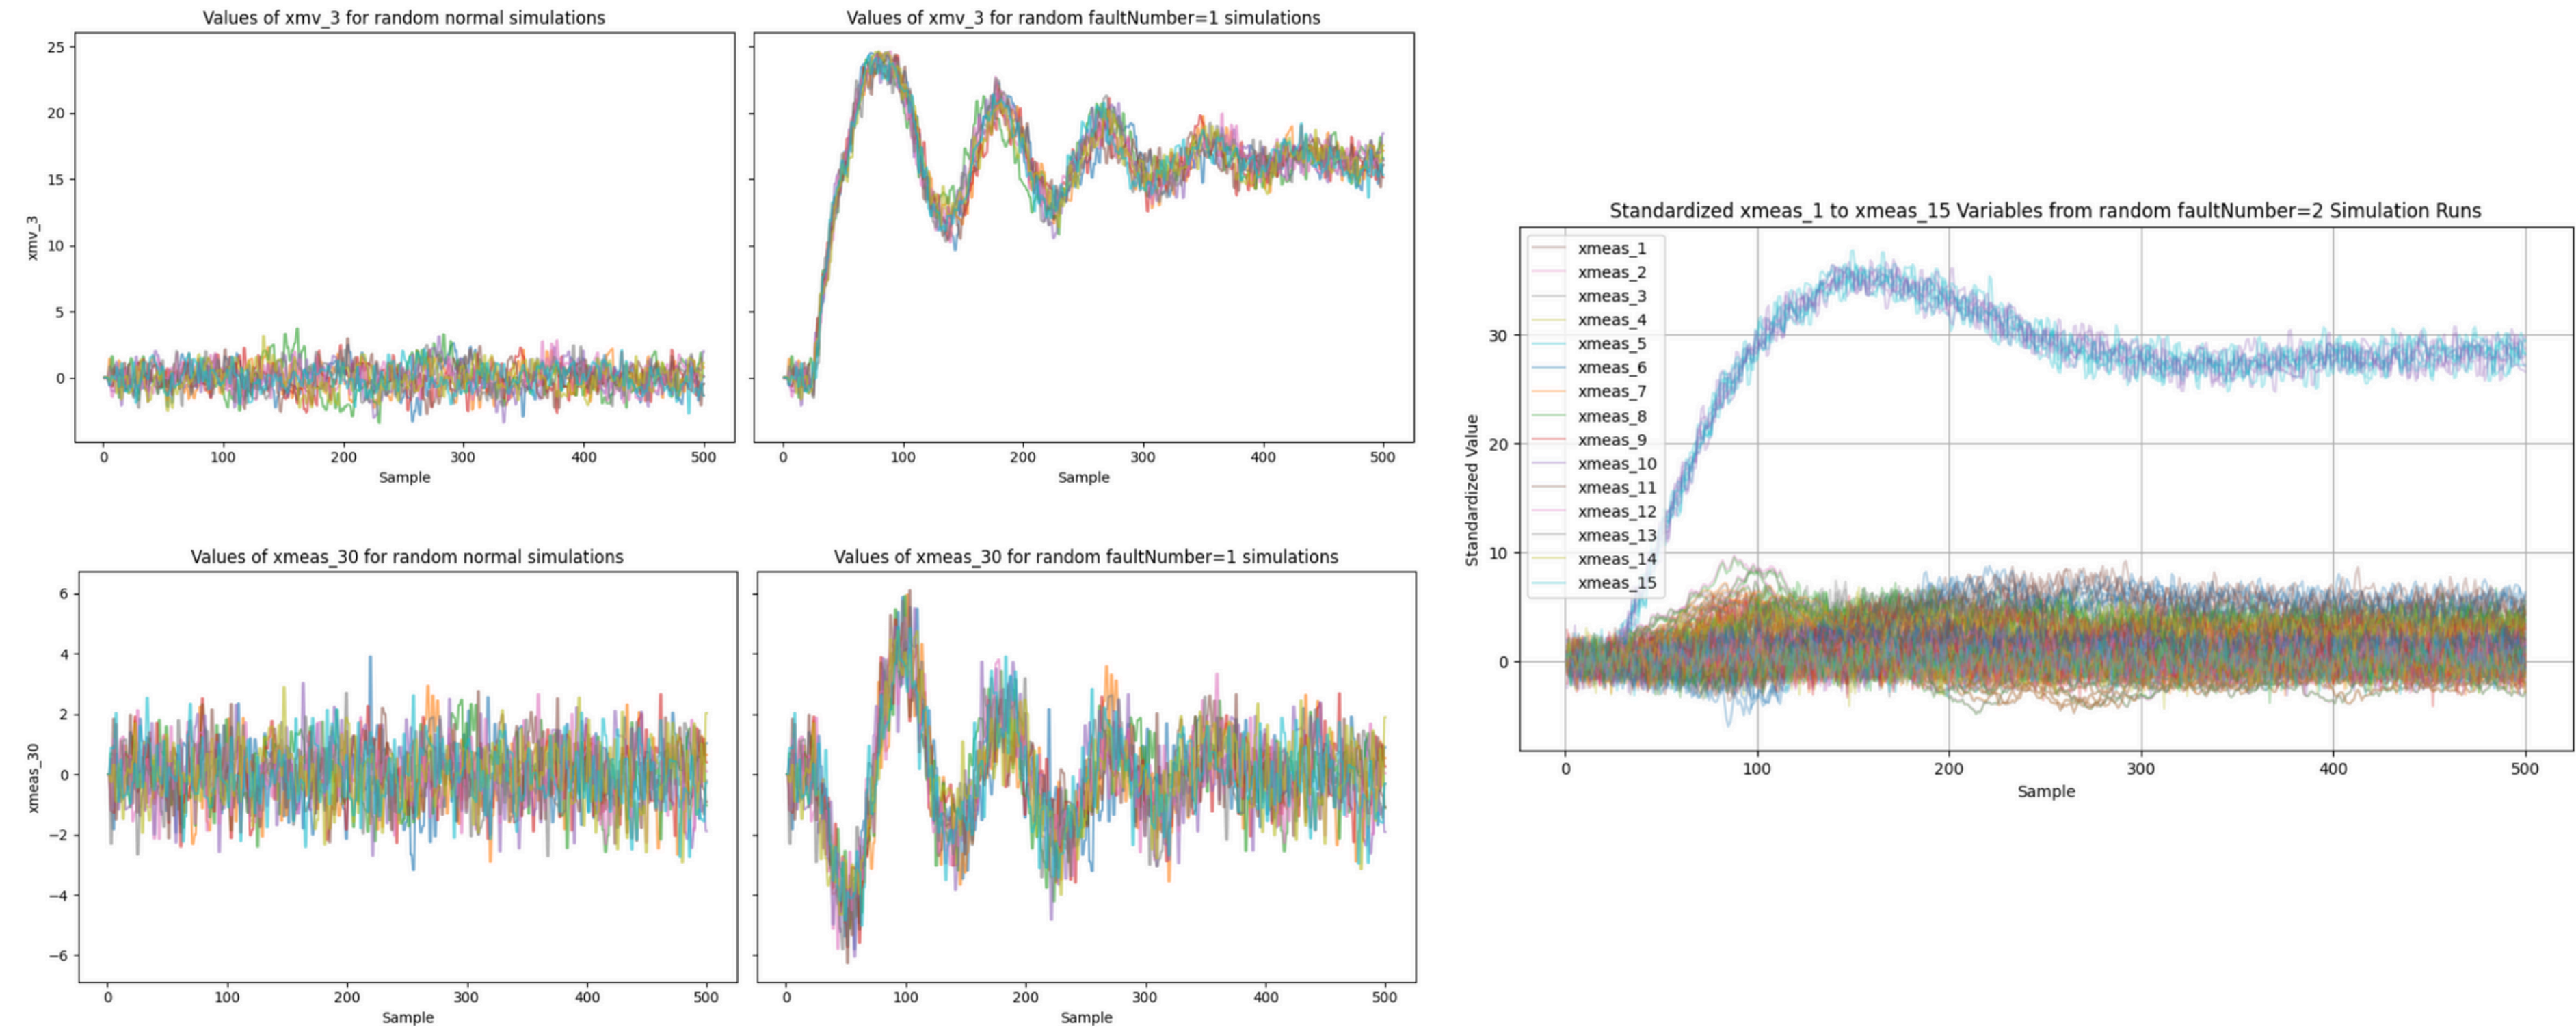 Values of xmv_3 for random normal simulations
25
20
15
10
5
0
xmv_3
0 100 200 300 400 500
Sample
Values of xmv_3 for random faultNumber=1 simulations
0 100 200 300 400 500
Sample
Values of xmeas_30 for random normal simulations
6
4
2
0
−2
−4
−6
xmeas_30
0 100 200 300 400 500
Sample
Values of xmeas_30 for random faultNumber=1 simulations
0 100 200 300 400 500
Sample
Standardized xmeas_1 to xmeas_15 Variables from random faultNumber=2 Simulation Runs
xmeas_1
xmeas_2
xmeas_3
xmeas_4
xmeas_5
xmeas_6
xmeas_7
xmeas_8
xmeas_9
xmeas_10
xmeas_11
xmeas_12
xmeas_13
xmeas_14
xmeas_15
30
20
10
0
Standardized Value
0 100 200 300 400 500
Sample